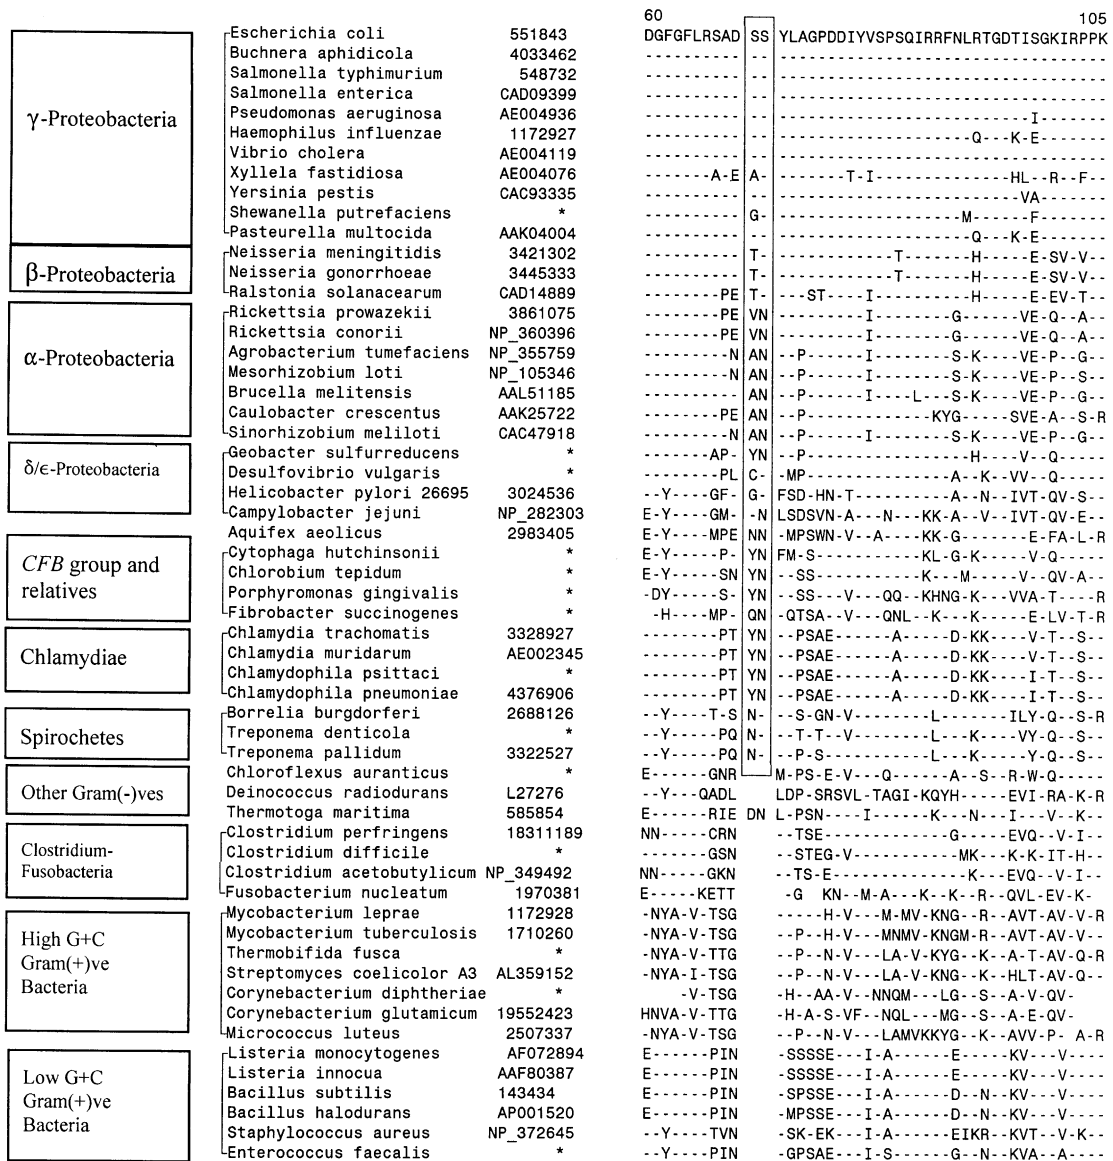 60 105
Escherichia coli 551843 DGFGFLRSAD SS YLAGPDDIYVSPSQIRRFNLRTGDTISGKIRPPK
Buchnera aphidicola 4033462 ---------- -- ----------------------------------
Salmonella typhimurium 548732 ---------- -- ----------------------------------
Salmonella enterica CAD09399 ---------- -- ----------------------------------
γ-Proteobacteria
Pseudomonas aeruginosa AE004936 ---------- -- --------------------------I-------
Haemophilus influenzae 1172927 ---------- -- --------------------Q---K-E-------
Vibrio cholera AE004119 ---------- -- ----------------------------------
Xyllela fastidiosa AE004076 -------A-E A- -------T-I--------------HL--R--F--
Yersinia pestis CAC93335 ---------- -- -------------------------VA-------
Shewanella putrefaciens * ---------- G- -------------------M------F-------
Pasteurella multocida AAK04004 ---------- -- --------------------Q---K-E-------
β-Proteobacteria
Neisseria meningitidis 3421302 ---------- T- ------------T-------H-----E-SV-V--
Neisseria gonorrhoeae 3445333 ---------- T- ------------T-------H-----E-SV-V--
Ralstonia solanacearum CAD14889 --------PE T- ---ST----I----------H-----E-EV-T--
α-Proteobacteria
Rickettsia prowazekii 3861075 --------PE VN ---------I--------G------VE-Q--A--
Rickettsia conorii NP_360396 --------PE VN ---------I--------G------VE-Q--A--
Agrobacterium tumefaciens NP_355759 ---------N AN --P------I--------S-K----VE-P--G--
Mesorhizobium loti NP_105346 ---------N AN --P------I--------S-K----VE-P--S--
Brucella melitensis AAL51185 ---------- AN --P------I----L---S-K----VE-P--G--
Caulobacter crescentus AAK25722 --------PE AN --P-------------KYG-----SVE-A--S-R
Sinorhizobium meliloti CAC47918 ---------N AN --P------I--------S-K----VE-P--G--
δ/ϵ-Proteobacteria
Geobacter sulfurreducens * -------AP- YN --P-----------------H----V--Q-----
Desulfovibrio vulgaris * --------PL C- -MP---------------A--K--VV--Q-----
Helicobacter pylori 26695 3024536 --Y----GF- G- FSD-HN-T----------A--N--IVT-QV-S--
Campylobacter jejuni NP_282303 E-Y----GM- -N LSDSVN-A---N---KK-A--V--IVT-QV-E--
Aquifex aeolicus 2983405 E-Y----MPE NN -MPSWN--V--A----KK-G-------E-FA-L-R
CFB group and
relatives
Cytophaga hutchinsonii * E-Y-----P- YN FM-S-----------KL-G-K----V-Q------
Chlorobium tepidum * E-Y-----SN YN --SS-----------K---M-----V--QV-A--
Porphyromonas gingivalis * -DY-----S- YN --SS---V---QQ--KHNG-K---VVA-T----R
Fibrobacter succinogenes * -H----MP- QN -QTSA--V---QNL--K---K-----E-LV-T-R
Chlamydiae
Chlamydia trachomatis 3328927 --------PT YN --PSAE------A-----D-KK----V-T--S--
Chlamydia muridarum AE002345 --------PT YN --PSAE------A-----D-KK----V-T--S--
Chlamydophila psittaci * --------PT YN --PSAE------A-----D-KK----I-T--S--
Chlamydophila pneumoniae 4376906 --------PT YN --PSAE------A-----D-KK----I-T--S--
Spirochetes
Borrelia burgdorferi 2688126 --Y----T-S N- --S-GN-V--------L-------ILY-Q--S-R
Treponema denticola * --Y-----PQ N- --T-T--V--------L---K----VY-Q--S--
Treponema pallidum 3322527 --Y-----PQ N- --P-S-----------L---K-----Y-Q--S--
Chloroflexus auranticus * E------GNR M-PS-E-V---Q------A--S--R-W-Q-----
Other Gram(-)ves
Deinococcus radiodurans L27276 --Y---QADL LDP-SRSVL-TAGI-KQYH------EVI-RA-K-R
Thermotoga maritima 585854 E------RIE DN L-PSN----I------K---N----I--V--K--
Clostridium-
Fusobacteria
Clostridium perfringens 18311189 NN-----CRN --TSE-------------G------EVQ--V-I--
Clostridium difficile * -------GSN --STEG-V------------MK---K-K-IT-H--
Clostridium acetobutylicum NP_349492 NN-----GKN --TS-E---------------K----EVQ--V-I--
Fusobacterium nucleatum 1970381 E-----KETT -G KN--M-A---K--K--R--QVL-EV-K-
High G+C
Gram(+)ve
Bacteria
Mycobacterium leprae 1172928 -NYA-V-TSG -----H-V---M-MV-KNG--R--AVT-AV-V-R
Mycobacterium tuberculosis 1710260 -NYA-V-TSG --P--H-V---MNMV-KNGM-R--AVT-AV----
Thermobifida fusca * -NYA-V-TTG --P--N-V---LA-V-KYG--K--A-T-AV-Q-R
Streptomyces coelicolor A3 AL359152 -NYA-I-TSG --P--N-V---LA-V-KNG--K--HLT-AV-Q--
Corynebacterium diphtheriae * -V-TSG -H--AA-V--NNQM---LG--S--A-V-QV-
Corynebacterium glutamicum 19552423 HNVA-V-TTG -H-A-S-VF--NQL---MG--S--A-E-QV-
Micrococcus luteus 2507337 -NYA-V-TSG --P--N-V---LAMVKKYG--K--AVV-P- A-R
Low G+C
Gram(+)ve
Bacteria
Listeria monocytogenes AF072894 E------PIN -SSSSE---I-A------E------KV---V----
Listeria innocua AAF80387 E------PIN -SSSSE---I-A------E------KV---V----
Bacillus subtilis 143434 E------PIN -SPSSE---I-A------D--N--KV---V----
Bacillus halodurans AP001520 E------PIN -MPSSE---I-A------D--N--KV---V----
Staphylococcus aureus NP_372645 --Y----TVN -SK-EK---I-A-------EIKR--KVT--V-K--
Enterococcus faecalis * --Y----PIN -GPSAE---I-S------G--N--KVA--A----